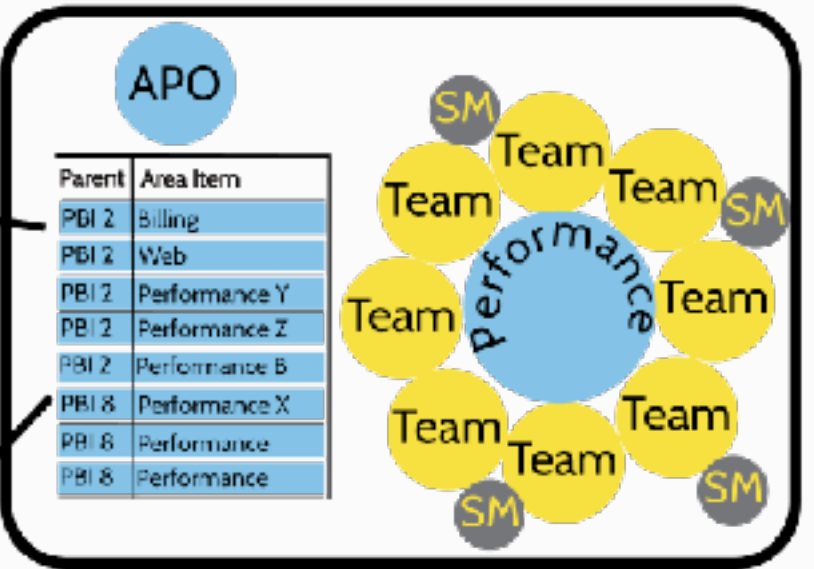 APO
Parent Area Item
PBI 2 Billing
PBI 2 Web
PBI 2 Performance Y
PBI 2 Performance Z
PBI 2 Performance B
PBI 8 Performance X
PBI 8 Performance
PBI 8 Performance
SM
Team
Team
Team
SM
Performance
Team
Team
Team
Team
Team
SM
SM